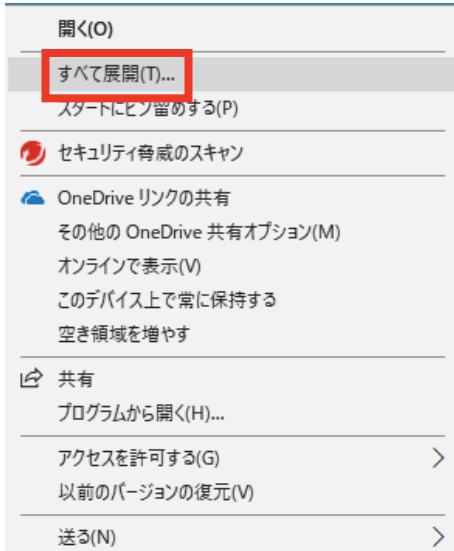 開く(O)
すべて展開(T)...
スタートにピン留めする(P)
セキュリティ脅威のスキャン
OneDrive リンクの共有
その他の OneDrive 共有オプション(M)
オンラインで表示(V)
このデバイス上で常に保持する
空き領域を増やす
共有
プログラムから開く(H)...
アクセスを許可する(G)
以前のバージョンの復元(V)
送る(N)